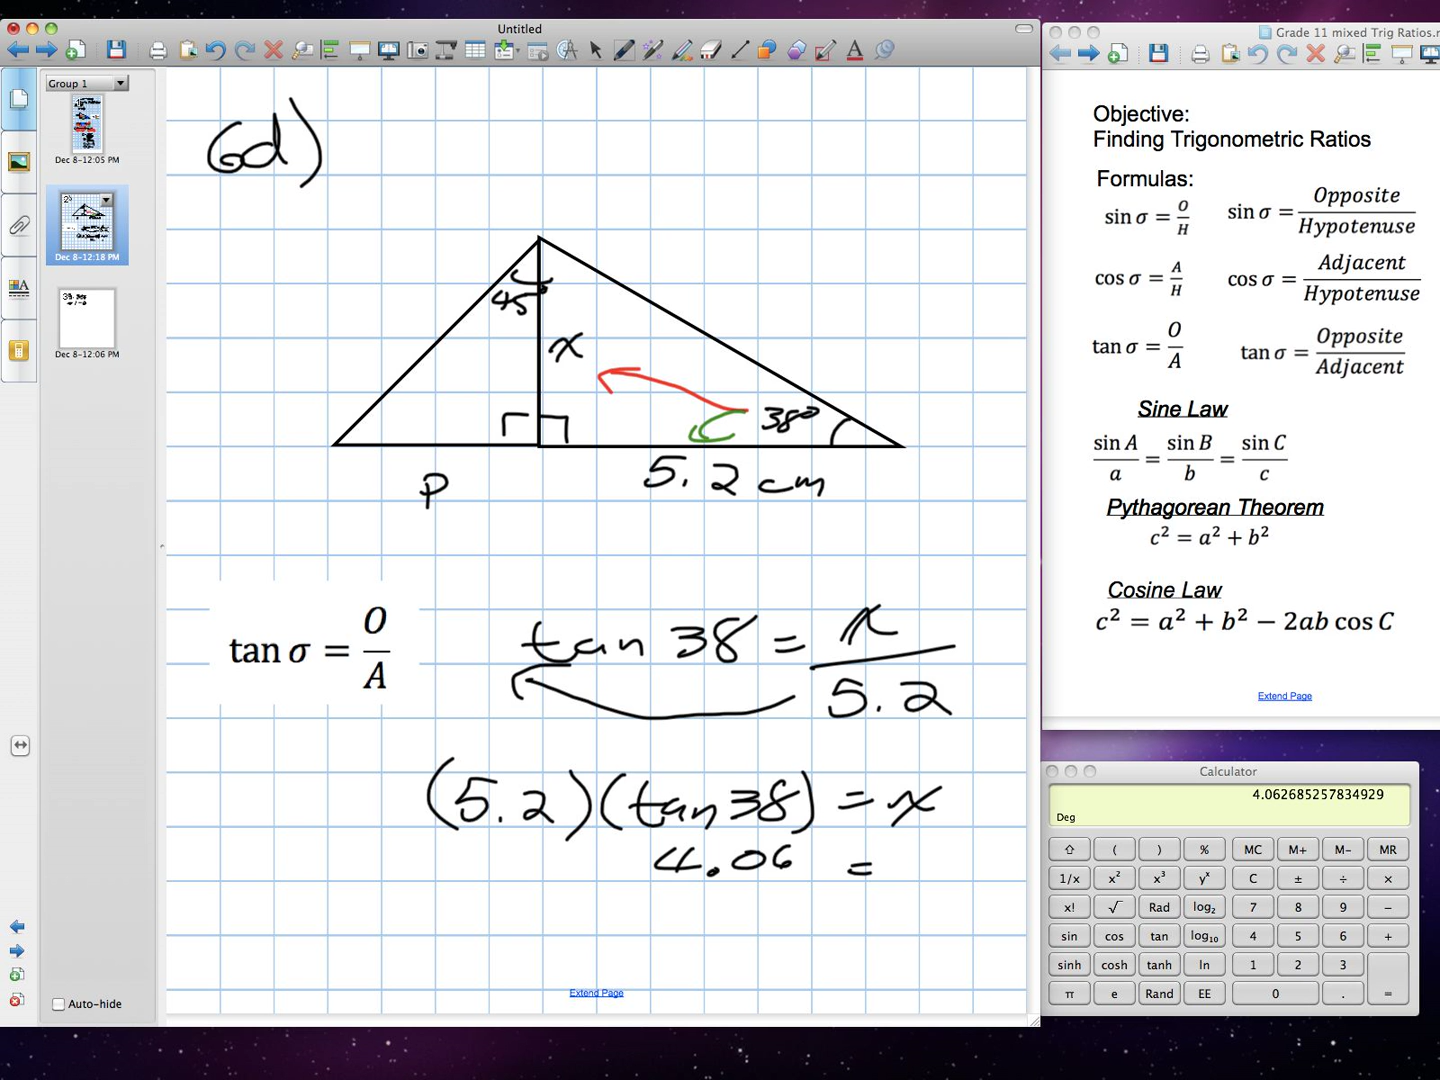 Untitled
Group 1
Dec 8-12:05 PM
Dec 8-12:18 PM
Dec 8-12:06 PM
Auto-hide
6d)
45
x
38°
P
5.2 cm
tan σ = O/A
tan 38 = x/5.2
(5.2)(tan 38) = x
4.06 =
Extend Page
Grade 11 mixed Trig Ratios.n
Objective:
Finding Trigonometric Ratios
Formulas:
sin σ = O/H sin σ = Opposite/Hypotenuse
cos σ = A/H cos σ = Adjacent/Hypotenuse
tan σ = O/A tan σ = Opposite/Adjacent
Sine Law
sin A/a = sin B/b = sin C/c
Pythagorean Theorem
c² = a² + b²
Cosine Law
c² = a² + b² − 2ab cos C
Extend Page
Calculator
4.062685257834929
Deg
( ) % MC M+ M- MR
1/x x² x³ yˣ C ± ÷ ×
x! √ Rad log₂ 7 8 9 −
sin cos tan log₁₀ 4 5 6 +
sinh cosh tanh ln 1 2 3
π e Rand EE 0 . =